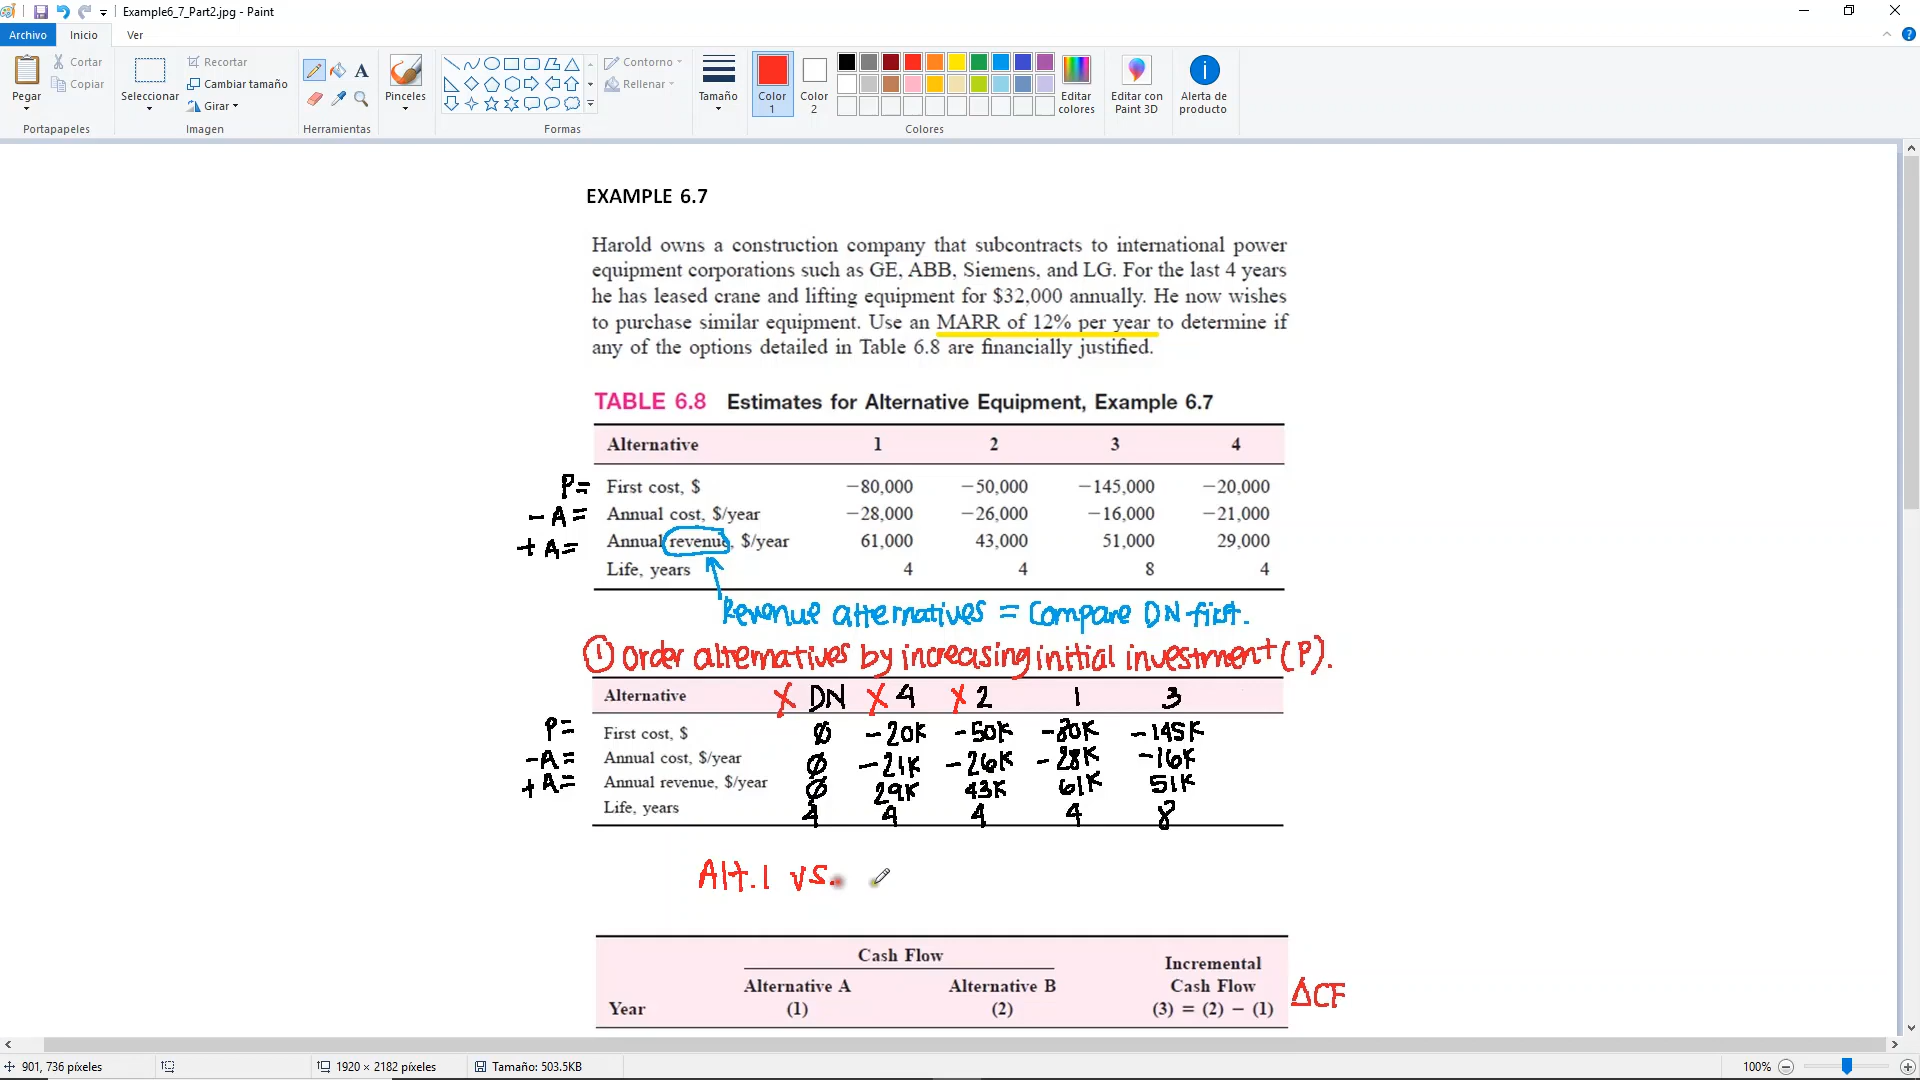 Example6_7_Part2.jpg - Paint
Archivo Inicio Ver
Pegar
Cortar
Copiar
Portapapeles
Seleccionar
Recortar
Cambiar tamaño
Girar
Imagen
Herramientas
Pinceles
Contorno
Rellenar
Formas
Tamaño
Color 1
Color 2
Editar colores
Colores
Editar con Paint 3D
Alerta de producto
EXAMPLE 6.7
Harold owns a construction company that subcontracts to international power
equipment corporations such as GE, ABB, Siemens, and LG. For the last 4 years
he has leased crane and lifting equipment for $32,000 annually. He now wishes
to purchase similar equipment. Use an MARR of 12% per year to determine if
any of the options detailed in Table 6.8 are financially justified.
TABLE 6.8 Estimates for Alternative Equipment, Example 6.7
Alternative 1 2 3 4
P= First cost, $ −80,000 −50,000 −145,000 −20,000
-A= Annual cost, $/year −28,000 −26,000 −16,000 −21,000
+A= Annual revenue, $/year 61,000 43,000 51,000 29,000
Life, years 4 4 8 4
Revenue alternatives = Compare DN first.
① Order alternatives by increasing initial investment (P).
Alternative X DN X 4 X 2 1 3
P= First cost, $ Ø -20K -50K -80K -145K
-A= Annual cost, $/year Ø -21K -26K -28K -16K
+A= Annual revenue, $/year Ø 29K 43K 61K 51K
Life, years 4 4 4 4 8
Alt. 1 vs.
Cash Flow
Incremental
Alternative A Alternative B Cash Flow
Year (1) (2) (3) = (2) − (1) ΔCF
901, 736 píxeles 1920 × 2182 píxeles Tamaño: 503.5KB 100%